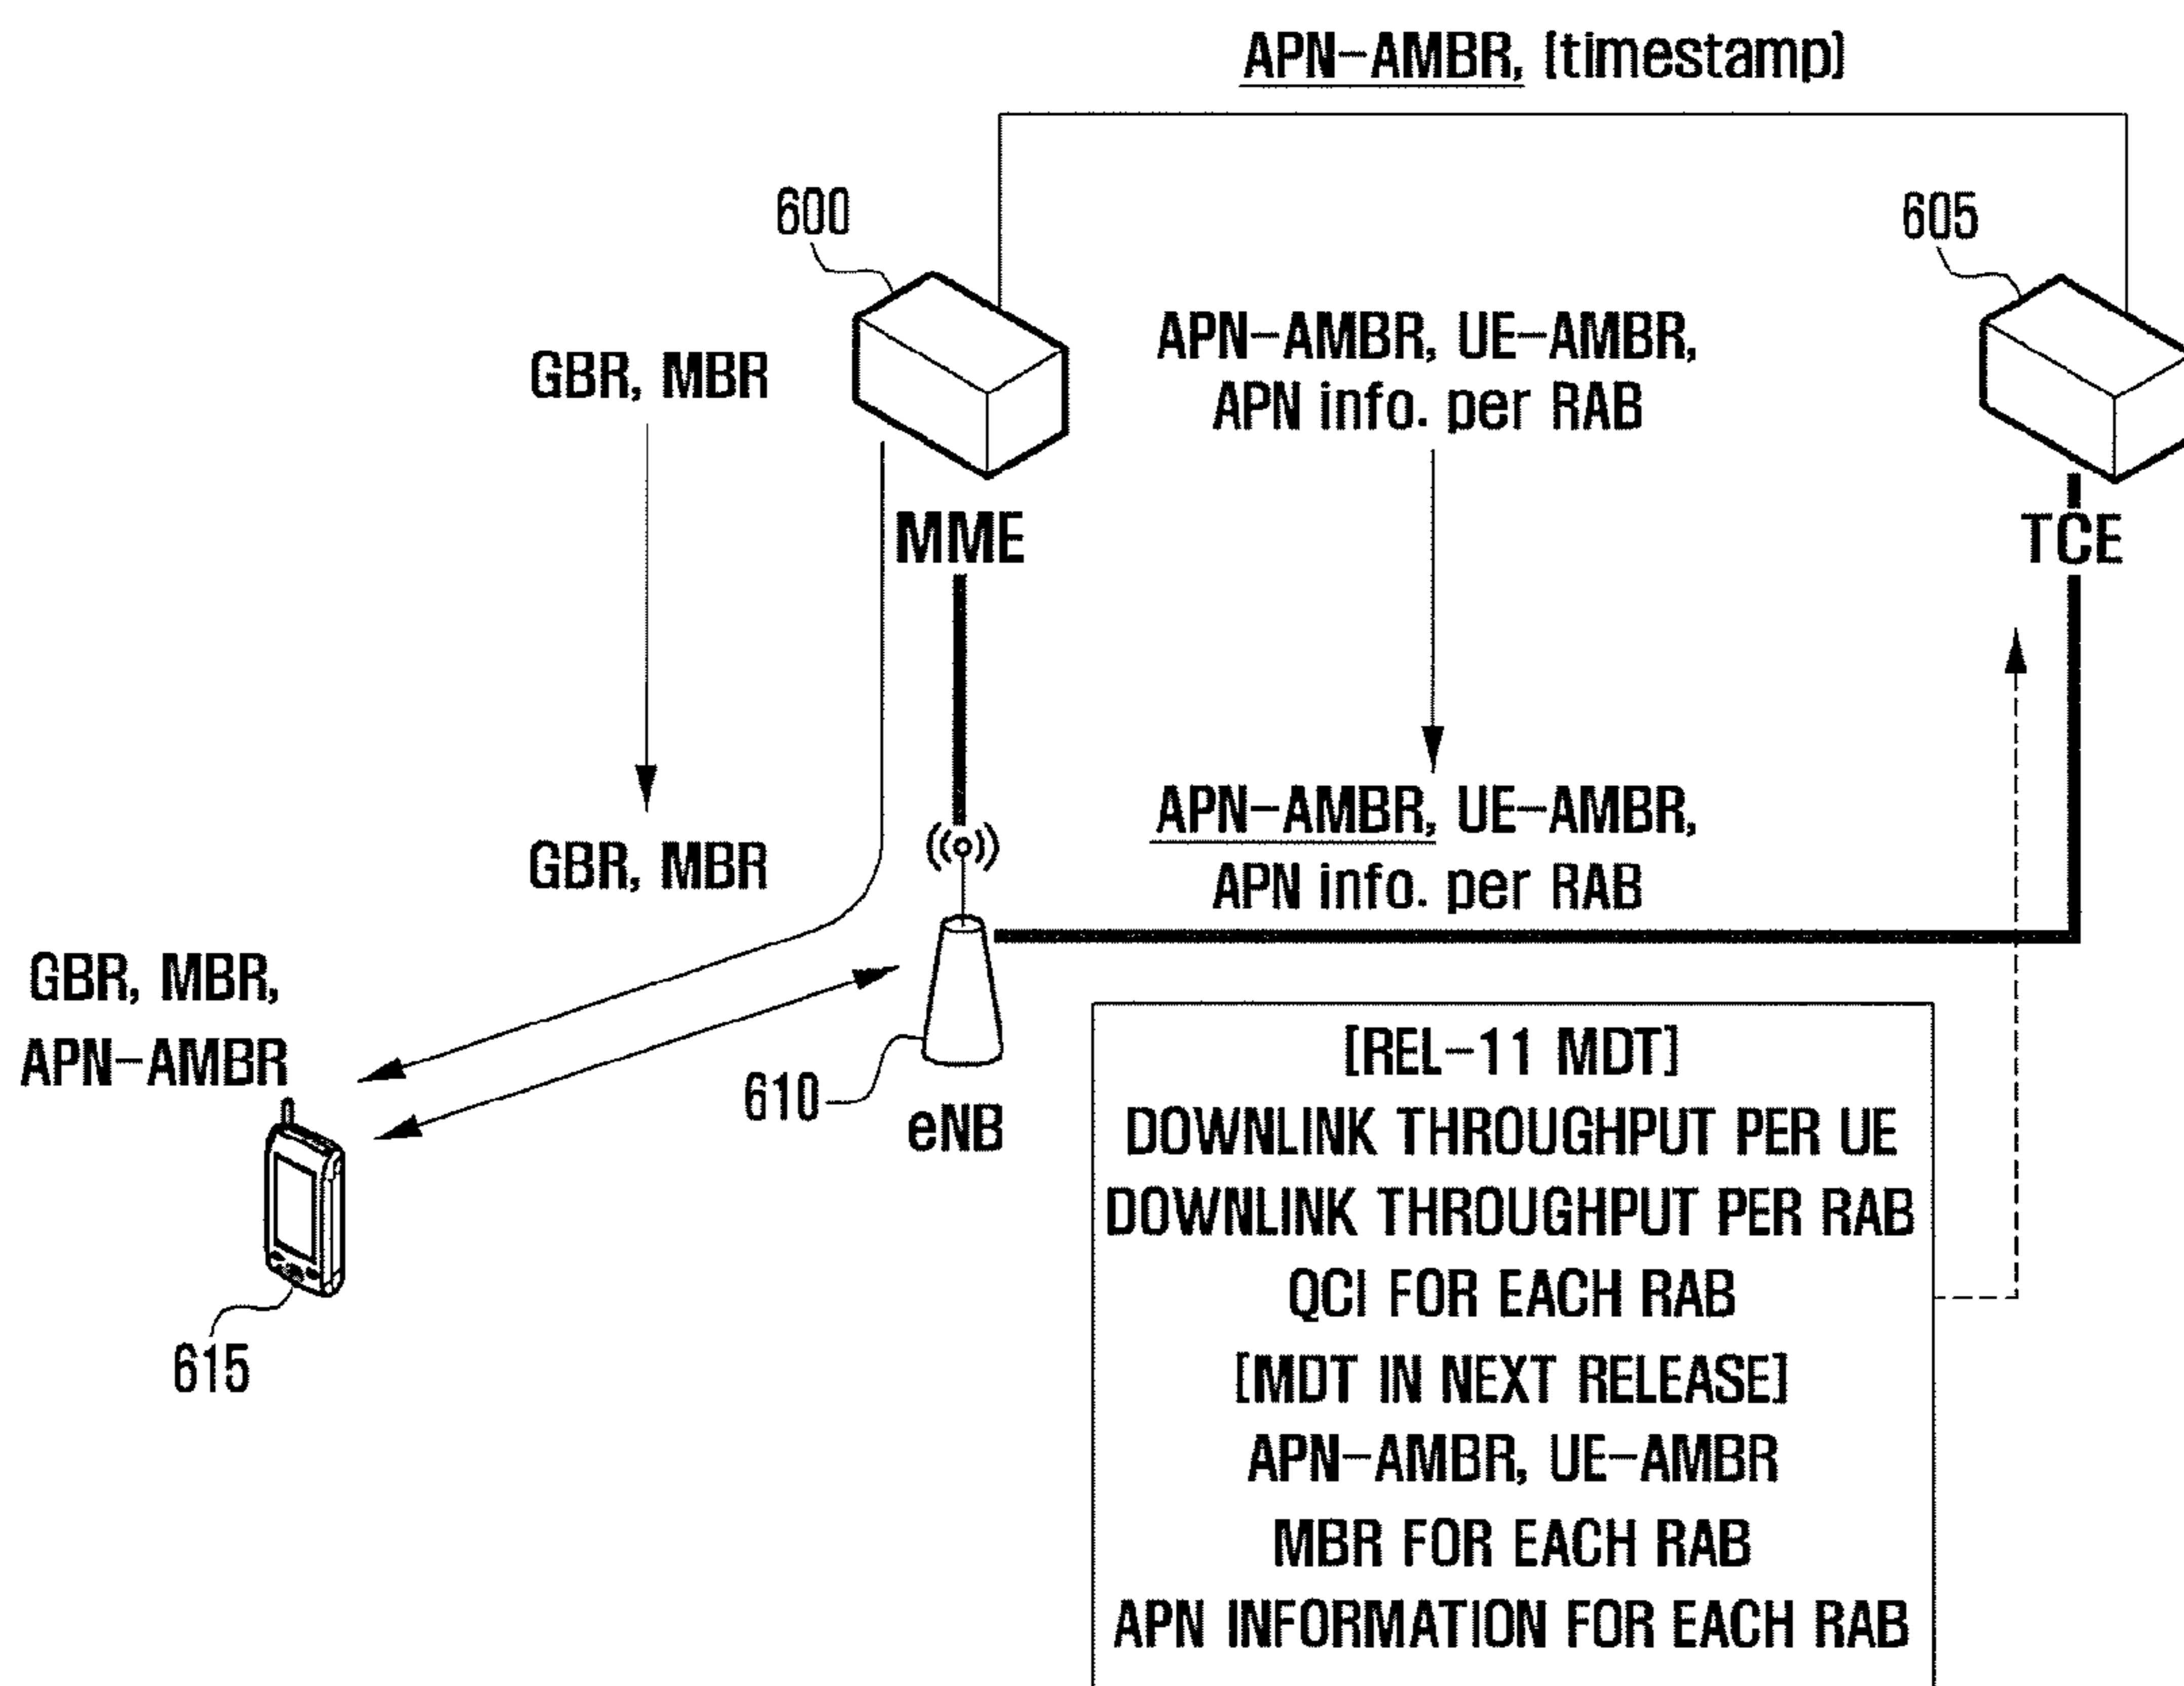 APN-AMBR, [timestamp]
600
605
GBR, MBR
APN-AMBR, UE-AMBR,
APN info. per RAB
MME
TCE
GBR, MBR
APN-AMBR, UE-AMBR,
APN info. per RAB
GBR, MBR,
APN-AMBR
610
eNB
615
[REL-11 MDT]
DOWNLINK THROUGHPUT PER UE
DOWNLINK THROUGHPUT PER RAB
QCI FOR EACH RAB
[MDT IN NEXT RELEASE]
APN-AMBR, UE-AMBR
MBR FOR EACH RAB
APN INFORMATION FOR EACH RAB